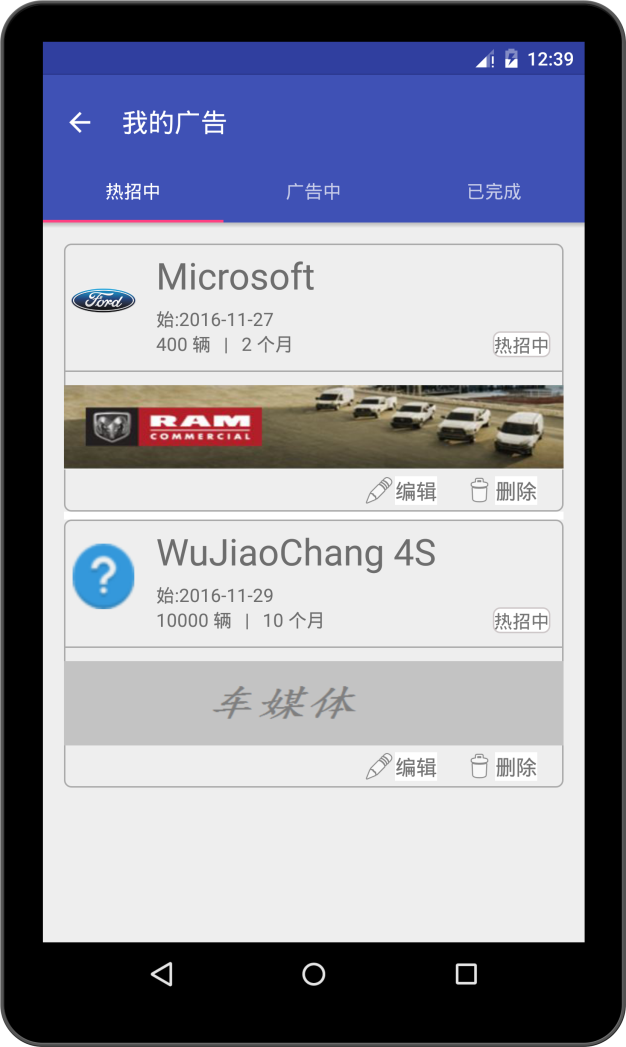 12:39
我的广告
热招中 广告中 已完成
Microsoft
Ford
始:2016-11-27
400 辆 | 2 个月
热招中
RAM
COMMERCIAL
编辑 删除
WuJiaoChang 4S
?
始:2016-11-29
10000 辆 | 10 个月
热招中
车媒体
编辑 删除